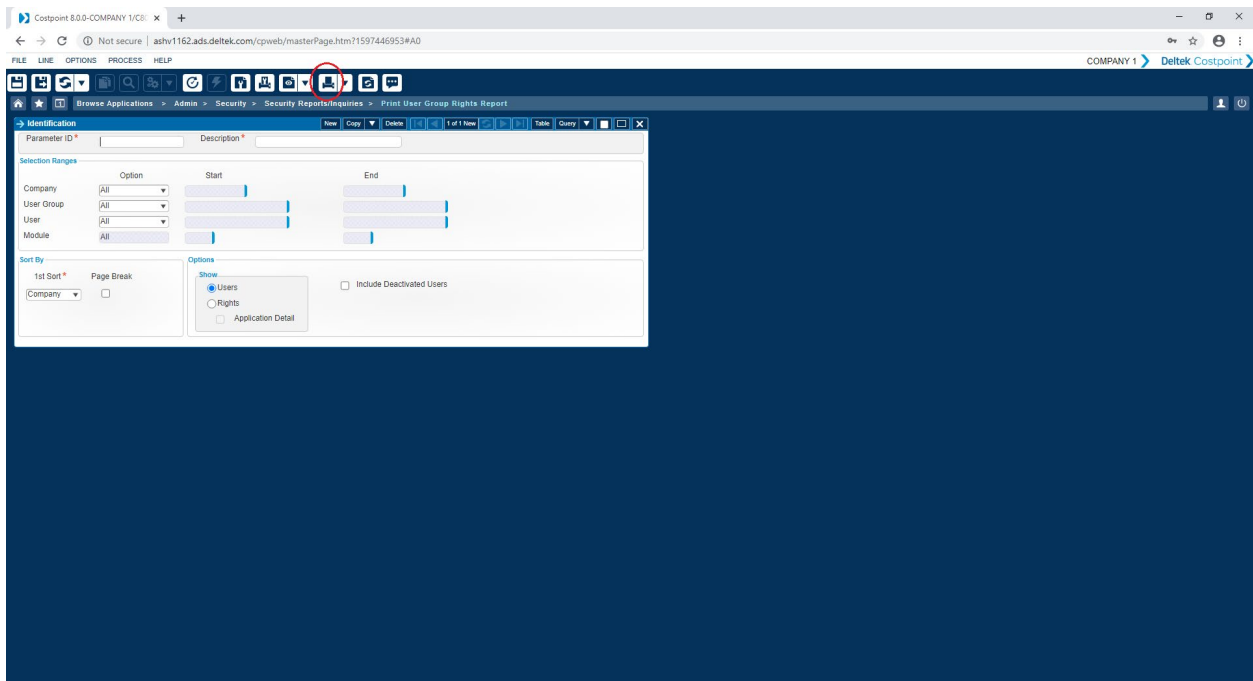 Costpoint 8.0.0-COMPANY 1/C80
Not secure | ashv1162.ads.deltek.com/cpweb/masterPage.htm?1597446953#A0
FILE LINE OPTIONS PROCESS HELP
COMPANY 1 Deltek Costpoint
Browse Applications > Admin > Security > Security Reports/Inquiries > Print User Group Rights Report
Identification New Copy Delete 1 of 1 New Table Query
Parameter ID * Description *
Selection Ranges
Option Start End
Company All
User Group All
User All
Module All
Sort By Options
1st Sort * Page Break Show
Users Include Deactivated Users
Company
Rights
Application Detail